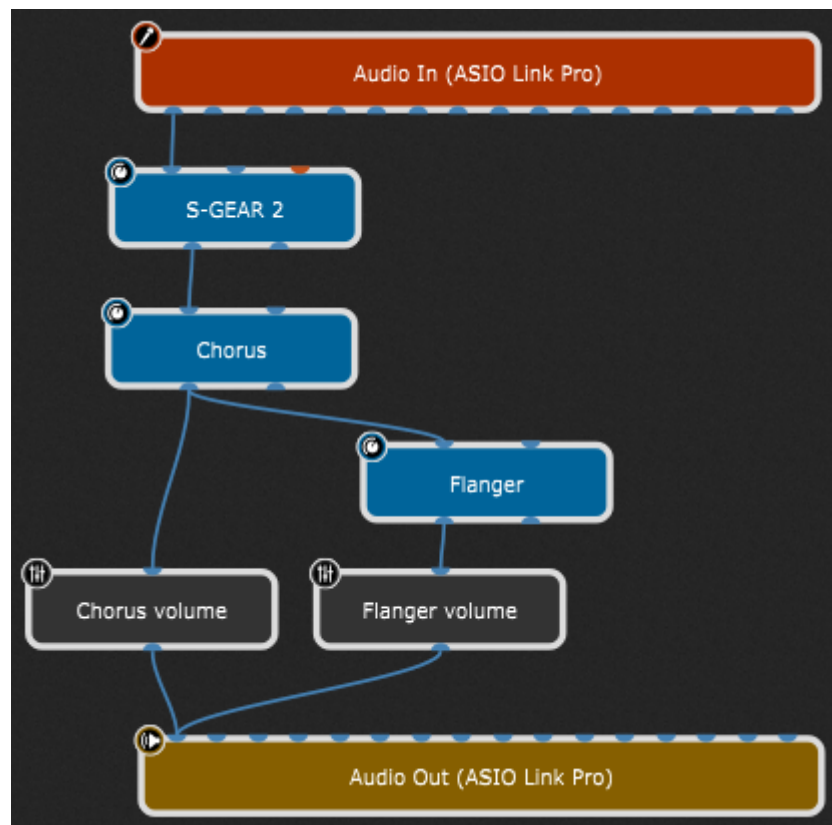 Audio In (ASIO Link Pro)
S-GEAR 2
Chorus
Flanger
Chorus volume
Flanger volume
Audio Out (ASIO Link Pro)